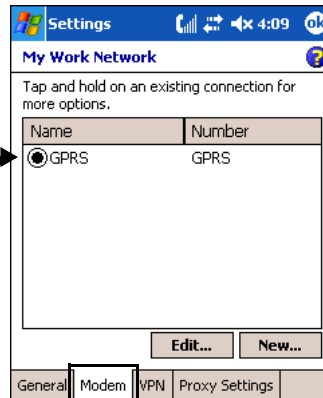 Settings 4:09 ok
My Work Network ?
Tap and hold on an existing connection for
more options.
Name Number
GPRS GPRS
Edit... New...
General Modem VPN Proxy Settings